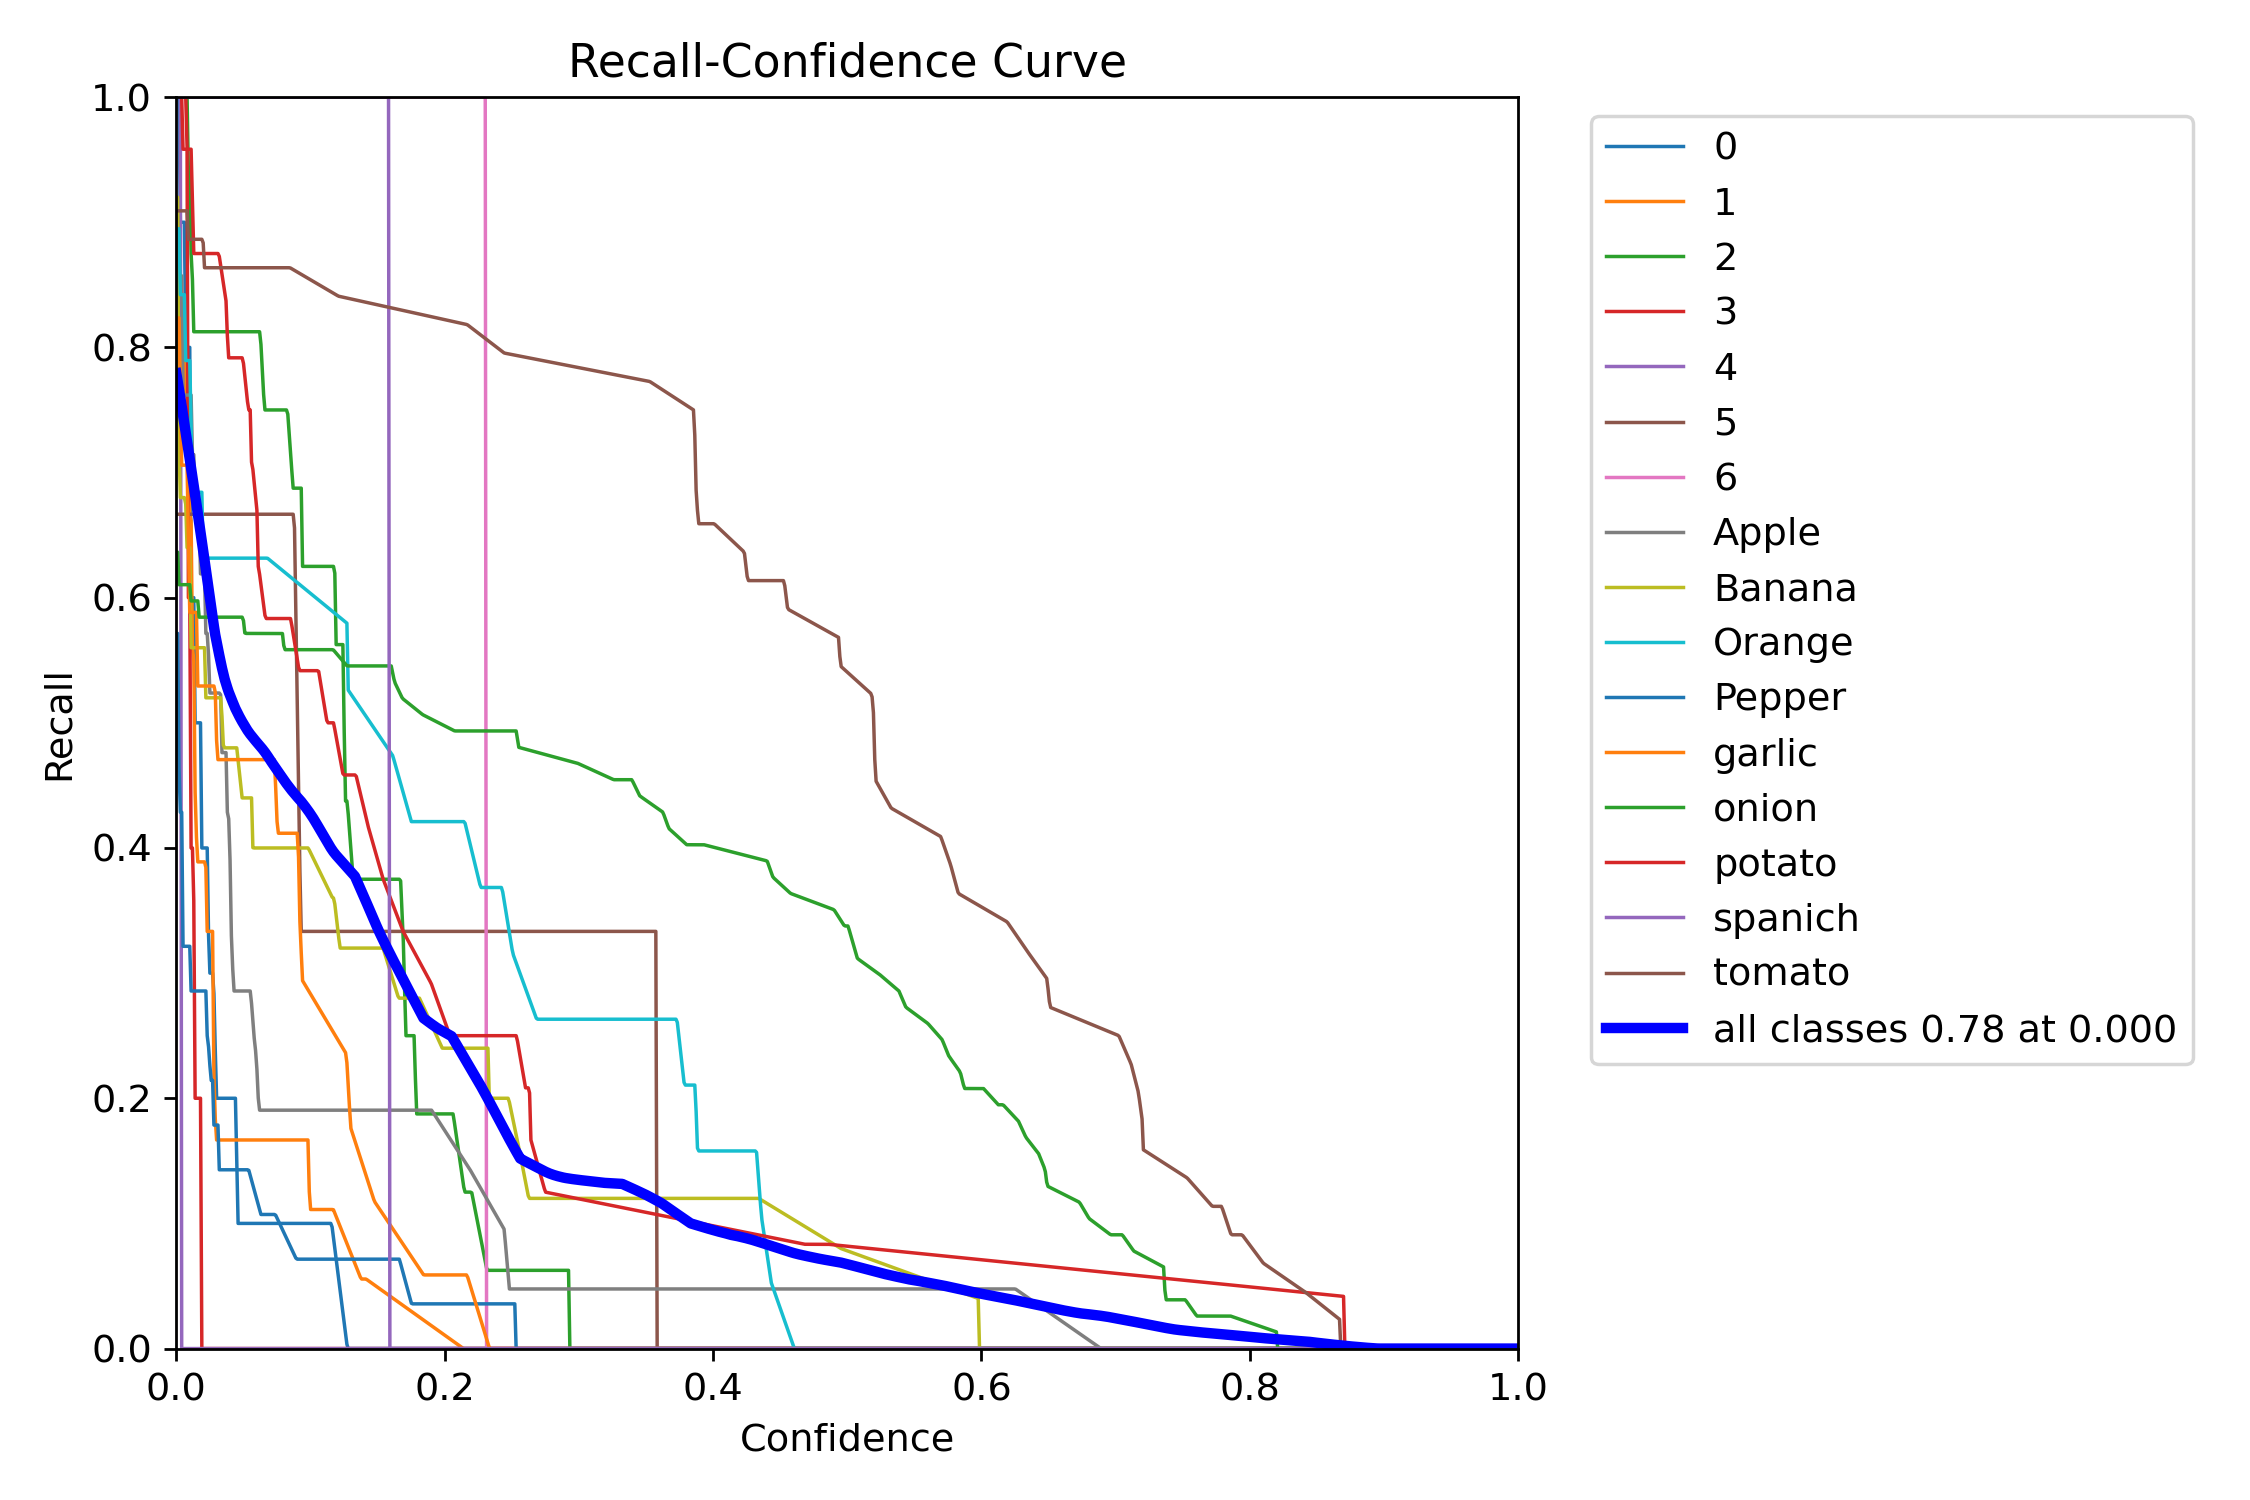 Recall-Confidence Curve
1.0
0.8
0.6
0.4
0.2
0.0
Recall
0.0 0.2 0.4 0.6 0.8 1.0
Confidence
0
1
2
3
4
5
6
Apple
Banana
Orange
Pepper
garlic
onion
potato
spanich
tomato
all classes 0.78 at 0.000